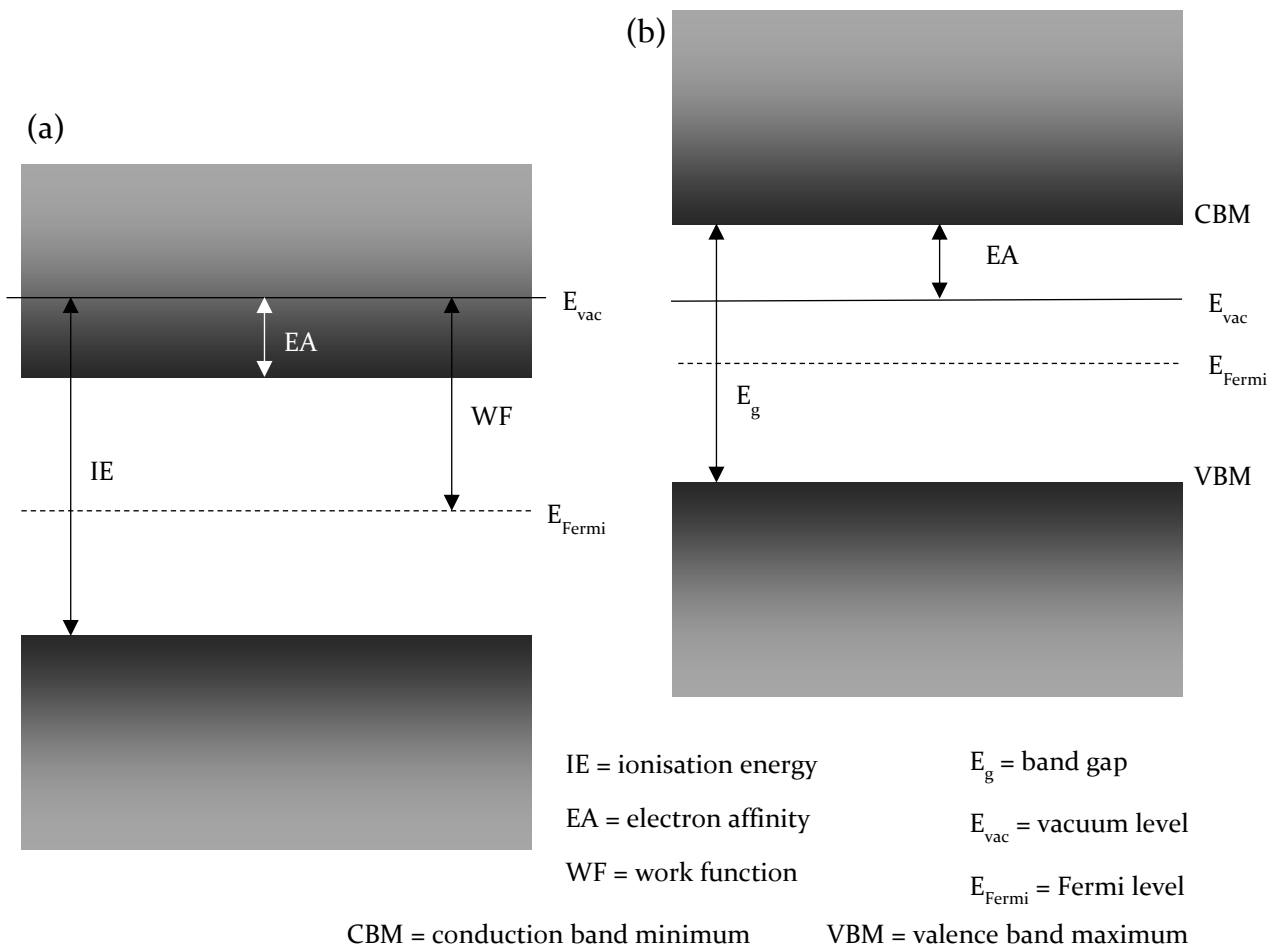 (a)
E_vac
EA
WF
IE
E_Fermi
(b)
CBM
EA
E_vac
E_Fermi
E_g
VBM
IE = ionisation energy
EA = electron affinity
WF = work function
E_g = band gap
E_vac = vacuum level
E_Fermi = Fermi level
CBM = conduction band minimum
VBM = valence band maximum